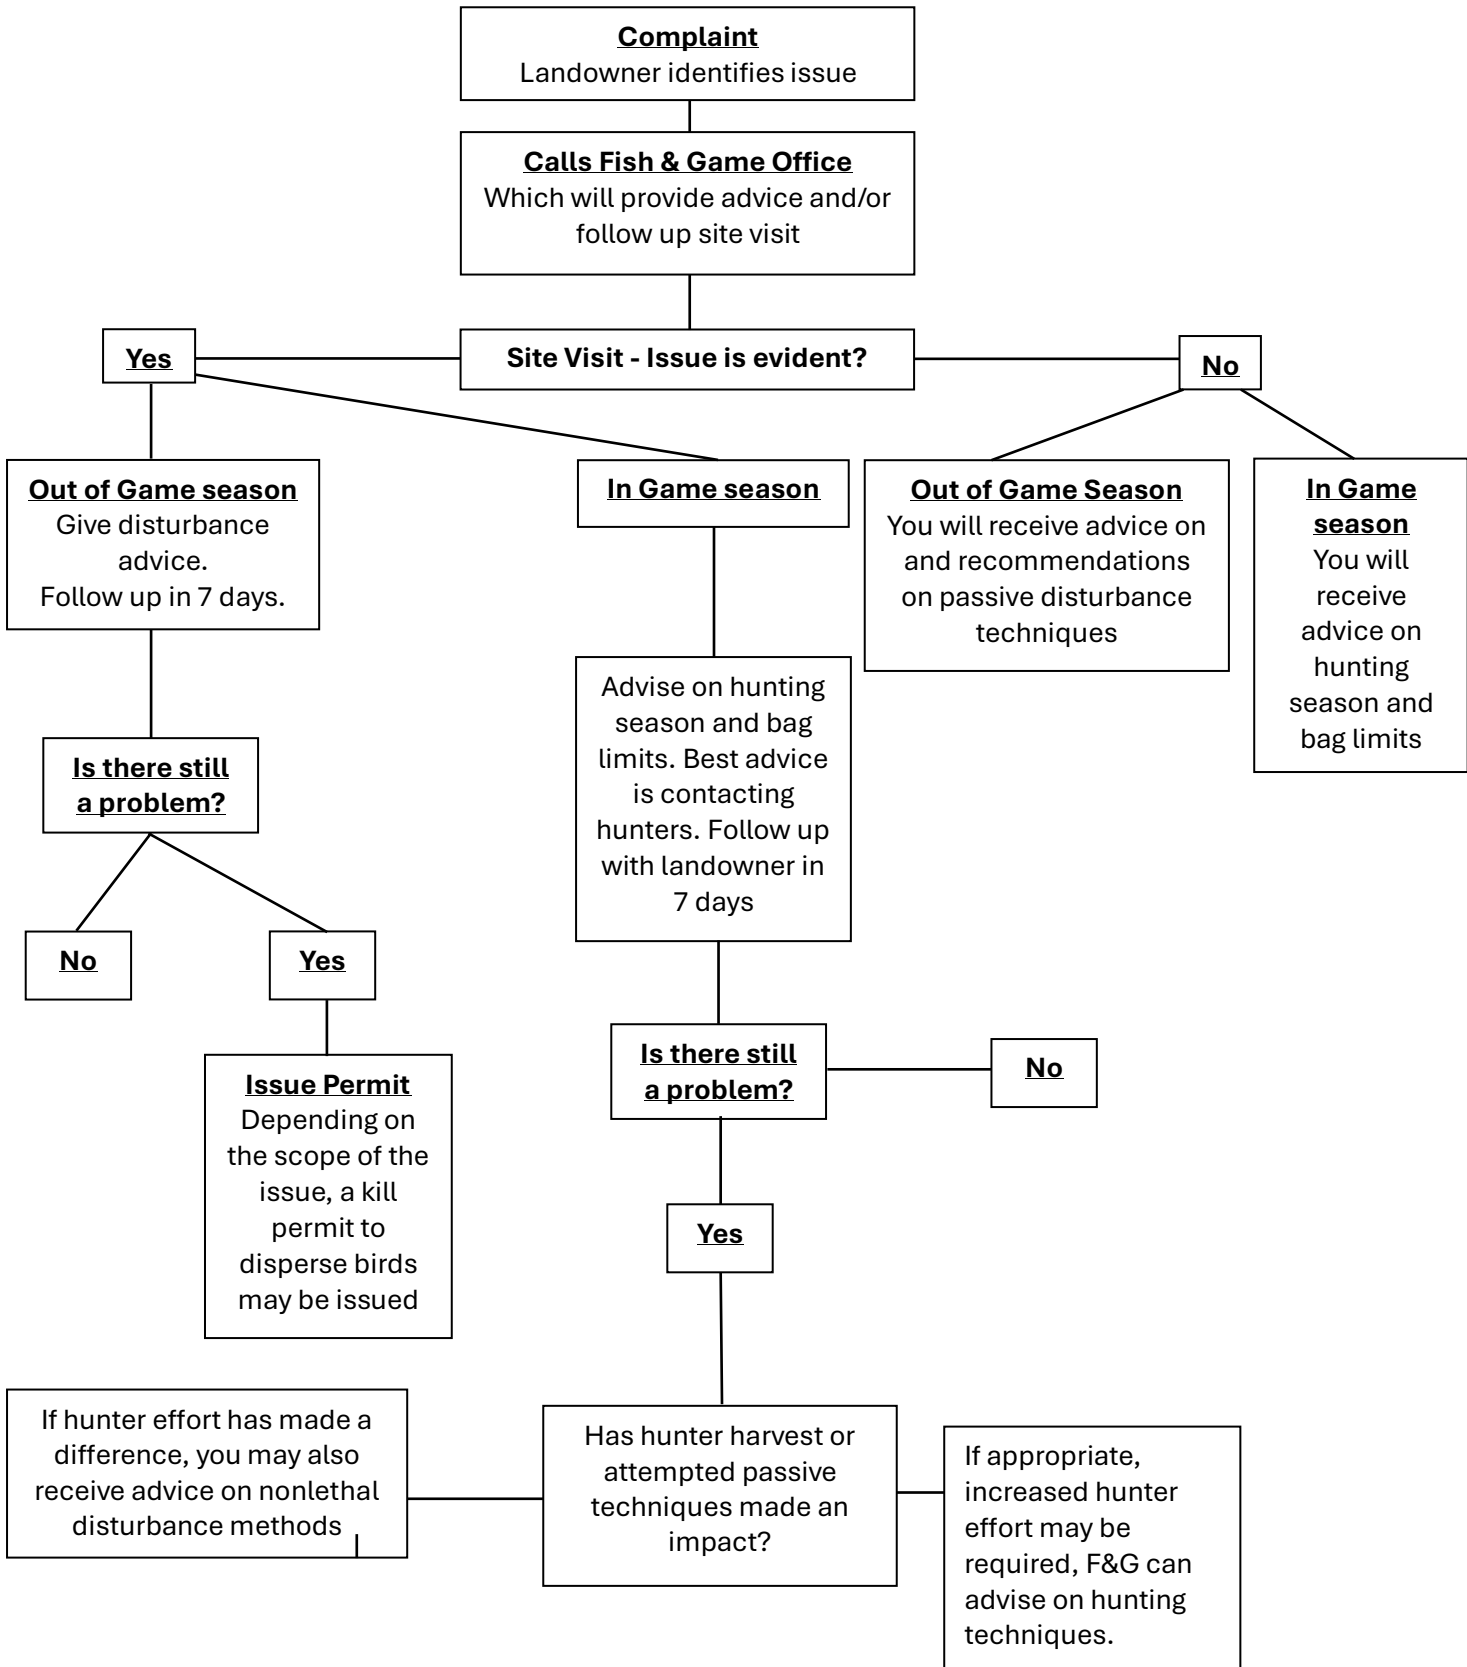 Complaint
Landowner identifies issue
Calls Fish & Game Office
Which will provide advice and/or
follow up site visit
Yes
Site Visit - Issue is evident?
No
Out of Game season
Give disturbance
advice.
Follow up in 7 days.
In Game season
Out of Game Season
You will receive advice on
and recommendations
on passive disturbance
techniques
In Game
season
You will
receive
advice on
hunting
season and
bag limits
Advise on hunting
season and bag
limits. Best advice
is contacting
hunters. Follow up
with landowner in
7 days
Is there still
a problem?
No
Yes
Issue Permit
Depending on
the scope of the
issue, a kill
permit to
disperse birds
may be issued
Is there still
a problem?
No
Yes
If hunter effort has made a
difference, you may also
receive advice on nonlethal
disturbance methods
Has hunter harvest or
attempted passive
techniques made an
impact?
If appropriate,
increased hunter
effort may be
required, F&G can
advise on hunting
techniques.